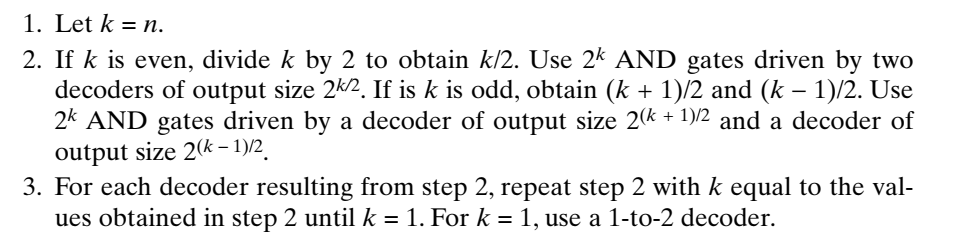 1. Let k = n.
2. If k is even, divide k by 2 to obtain k/2. Use 2^k AND gates driven by two
decoders of output size 2^{k/2}. If is k is odd, obtain (k + 1)/2 and (k – 1)/2. Use
2^k AND gates driven by a decoder of output size 2^{(k + 1)/2} and a decoder of
output size 2^{(k – 1)/2}.
3. For each decoder resulting from step 2, repeat step 2 with k equal to the val-
ues obtained in step 2 until k = 1. For k = 1, use a 1-to-2 decoder.